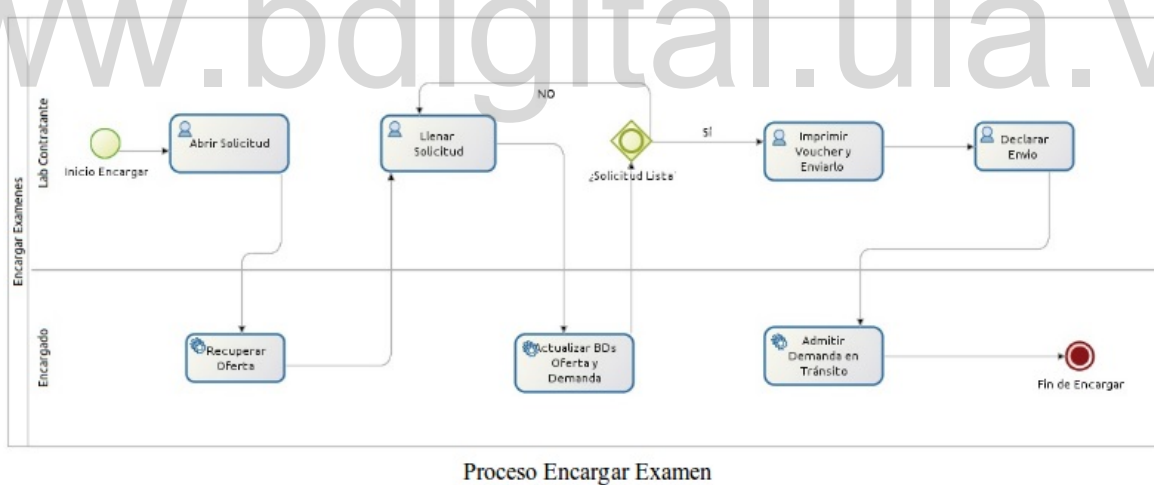 www.bdigital.ula.v
Encargar Examenes
Lab Contratante
Inicio Encargar
Abrir Solicitud
Llenar
Solicitud
NO
¿Solicitud Lista
SÍ
Imprimir
Voucher y
Enviarlo
Declarar
Envio
Encargado
Recuperar
Oferta
Actualizar BDs
Oferta y
Demanda
Admitir
Demanda en
Tránsito
Fin de Encargar
Proceso Encargar Examen